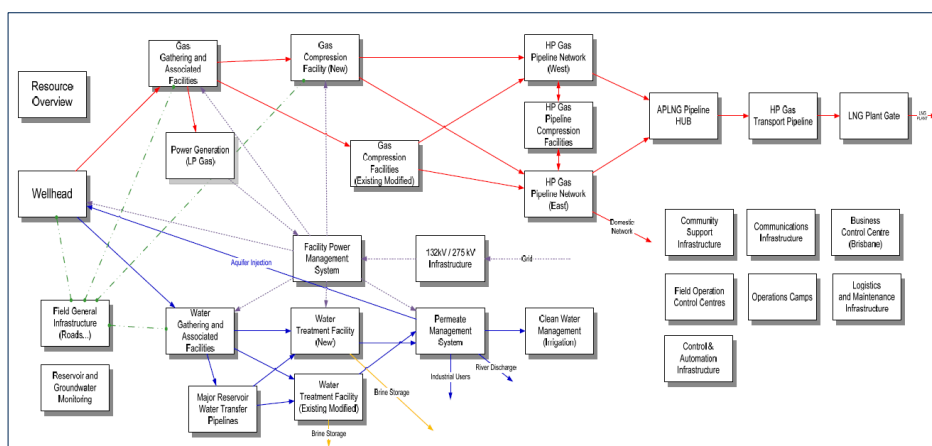 Resource
Overview
Gas
Gathering and
Associated
Facilities
Gas
Compression
Facility (New)
HP Gas
Pipeline Network
(West)
HP Gas
Pipeline
Compression
Facilities
HP Gas
Pipeline Network
(East)
APLNG Pipeline
HUB
HP Gas
Transport Pipeline
LNG Plant Gate
LNG
PLANT
Power Generation
(LP Gas)
Gas
Compression
Facilities
(Existing Modified)
Wellhead
Domestic
Network
Aquifer Injection
Facility Power
Management
System
132kV / 275 kV
Infrastructure
Grid
Community
Support
Infrastructure
Communications
Infrastructure
Business
Control Centre
(Brisbane)
Field Operation
Control Centres
Operations Camps
Logistics
and Maintenance
Infrastructure
Control &
Automation
Infrastructure
Field General
Infrastructure
(Roads...)
Water
Gathering and
Associated
Facilities
Water
Treatment Facility
(New)
Permeate
Management
System
Clean Water
Management
(Irrigation)
Reservoir and
Groundwater
Monitoring
Major Reservoir
Water Transfer
Pipelines
Water
Treatment Facility
(Existing Modified)
Industrial Users
River Discharge
Brine Storage
Brine Storage